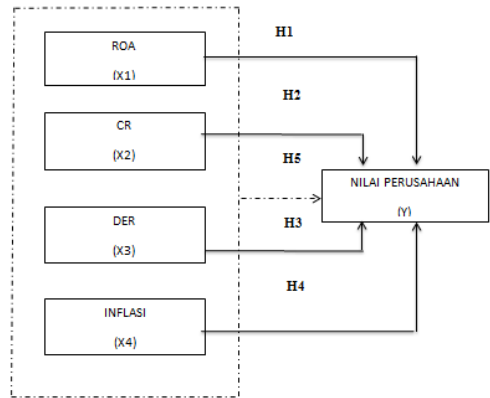 H1
ROA
(X1)
H2
CR
(X2)
H5
NILAI PERUSAHAAN
(Y)
DER
(X3)
H3
H4
INFLASI
(X4)